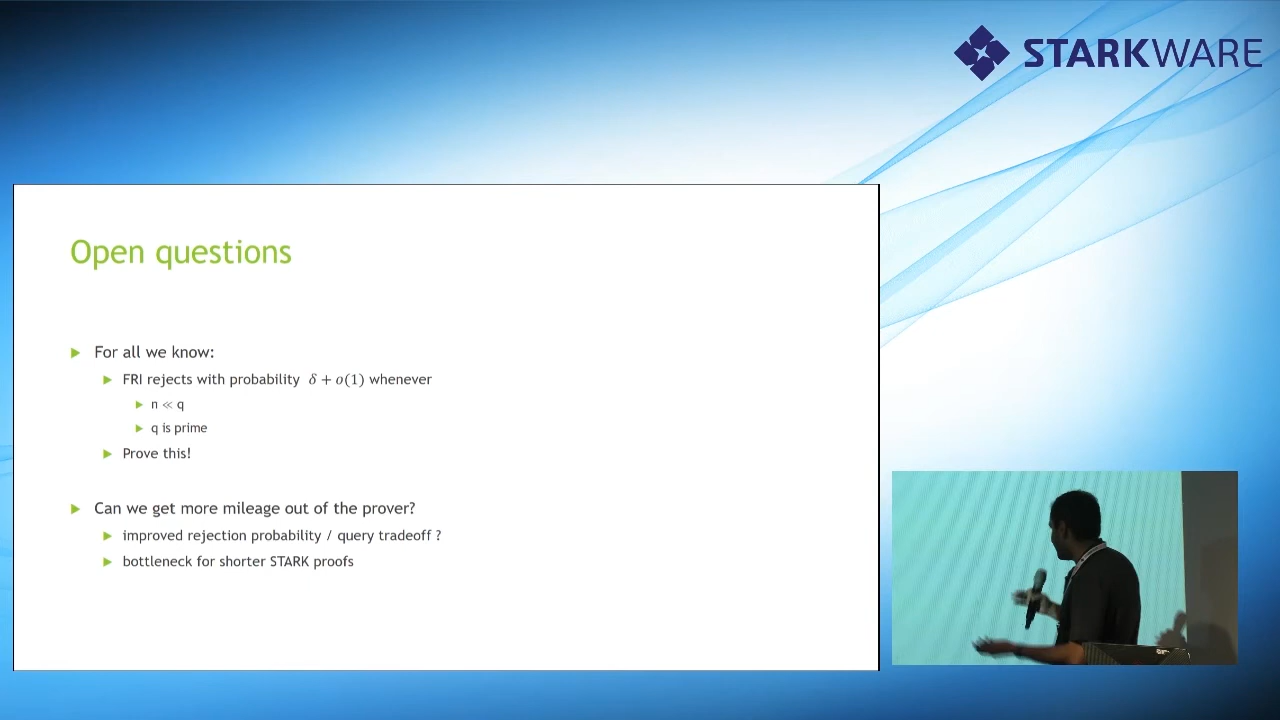 STARKWARE
Open questions
For all we know:
FRI rejects with probability δ + o(1) whenever
n ≪ q
q is prime
Prove this!
Can we get more mileage out of the prover?
improved rejection probability / query tradeoff ?
bottleneck for shorter STARK proofs